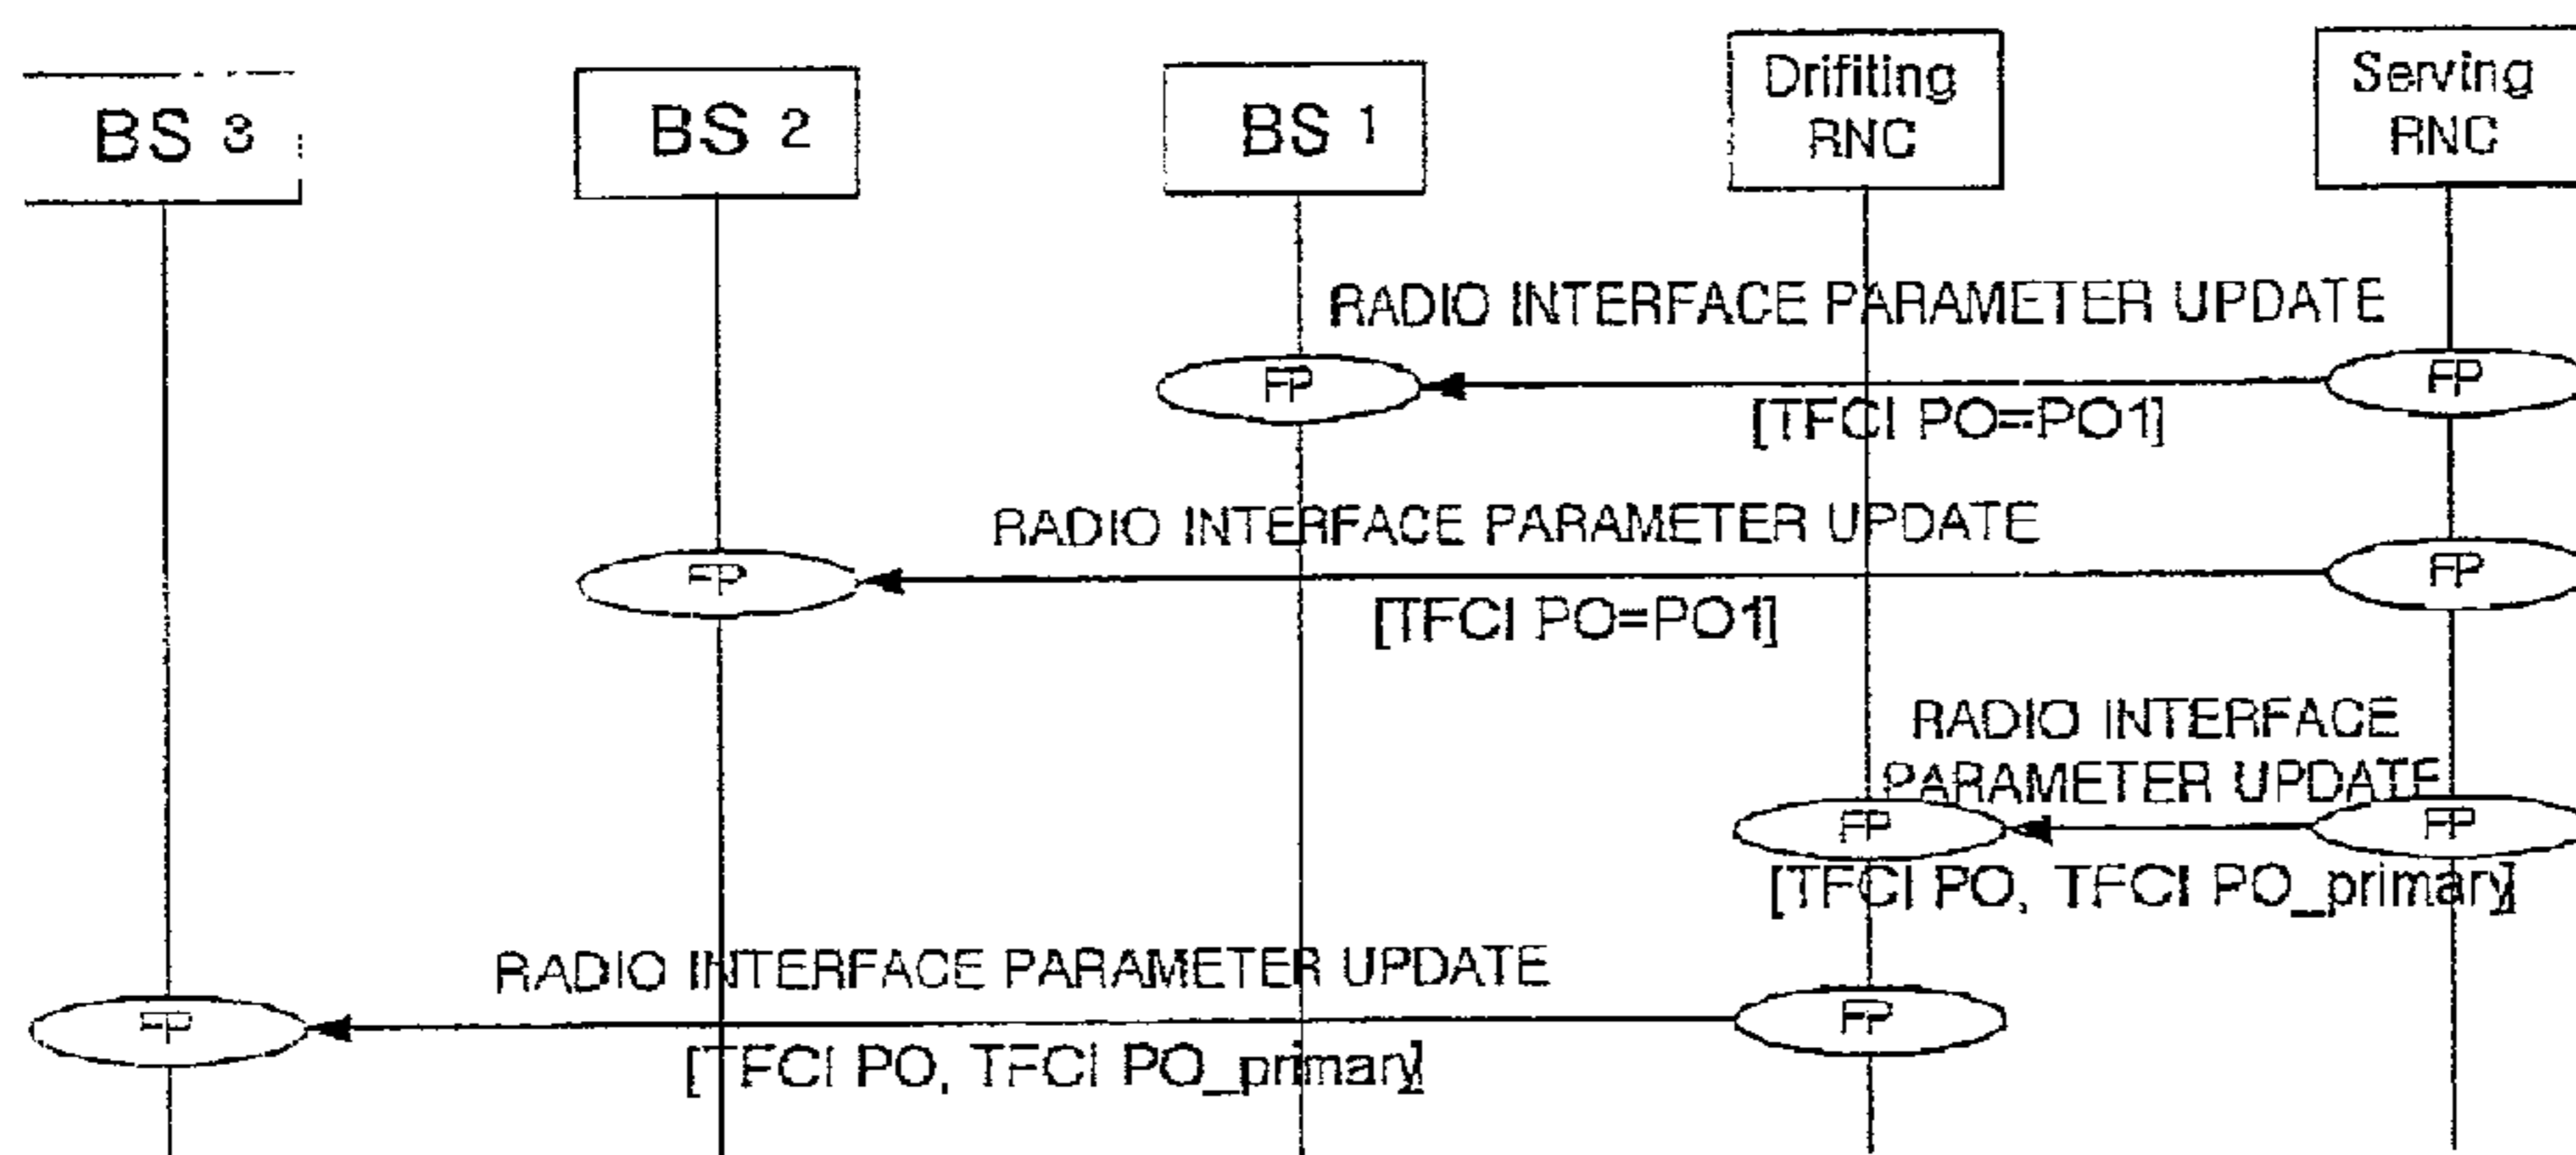 BS 3
BS 2
BS 1
Drifiting
RNC
Serving
RNC
RADIO INTERFACE PARAMETER UPDATE
FP
FP
[TFCI PO=PO1]
RADIO INTERFACE PARAMETER UPDATE
FP
FP
[TFCI PO=PO1]
RADIO INTERFACE
PARAMETER UPDATE
FP
FP
[TFCI PO, TFCI PO_primary]
RADIO INTERFACE PARAMETER UPDATE
FP
FP
[TFCI PO, TFCI PO_primary]